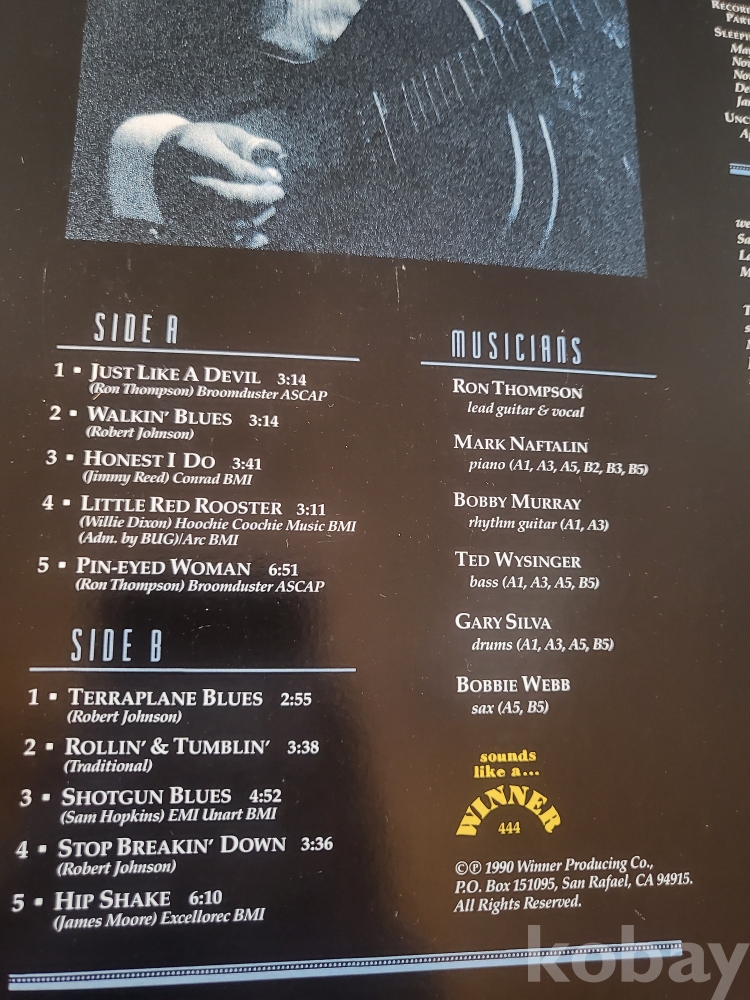 SIDE A
1 ▪ JUST LIKE A DEVIL 3:14
(Ron Thompson) Broomduster ASCAP
2 ▪ WALKIN' BLUES 3:14
(Robert Johnson)
3 ▪ HONEST I DO 3:41
(Jimmy Reed) Conrad BMI
4 ▪ LITTLE RED ROOSTER 3:11
(Willie Dixon) Hoochie Coochie Music BMI
(Adm. by BUG)/Arc BMI
5 ▪ PIN-EYED WOMAN 6:51
(Ron Thompson) Broomduster ASCAP
SIDE B
1 ▪ TERRAPLANE BLUES 2:55
(Robert Johnson)
2 ▪ ROLLIN' & TUMBLIN' 3:38
(Traditional)
3 ▪ SHOTGUN BLUES 4:52
(Sam Hopkins) EMI Unart BMI
4 ▪ STOP BREAKIN' DOWN 3:36
(Robert Johnson)
5 ▪ HIP SHAKE 6:10
(James Moore) Excellorec BMI
MUSICIANS
RON THOMPSON
lead guitar & vocal
MARK NAFTALIN
piano (A1, A3, A5, B2, B3, B5)
BOBBY MURRAY
rhythm guitar (A1, A3)
TED WYSINGER
bass (A1, A3, A5, B5)
GARY SILVA
drums (A1, A3, A5, B5)
BOBBIE WEBB
sax (A5, B5)
sounds
like a...
WINNER
444
©℗ 1990 Winner Producing Co.,
P.O. Box 151095, San Rafael, CA 94915.
All Rights Reserved.
kobay